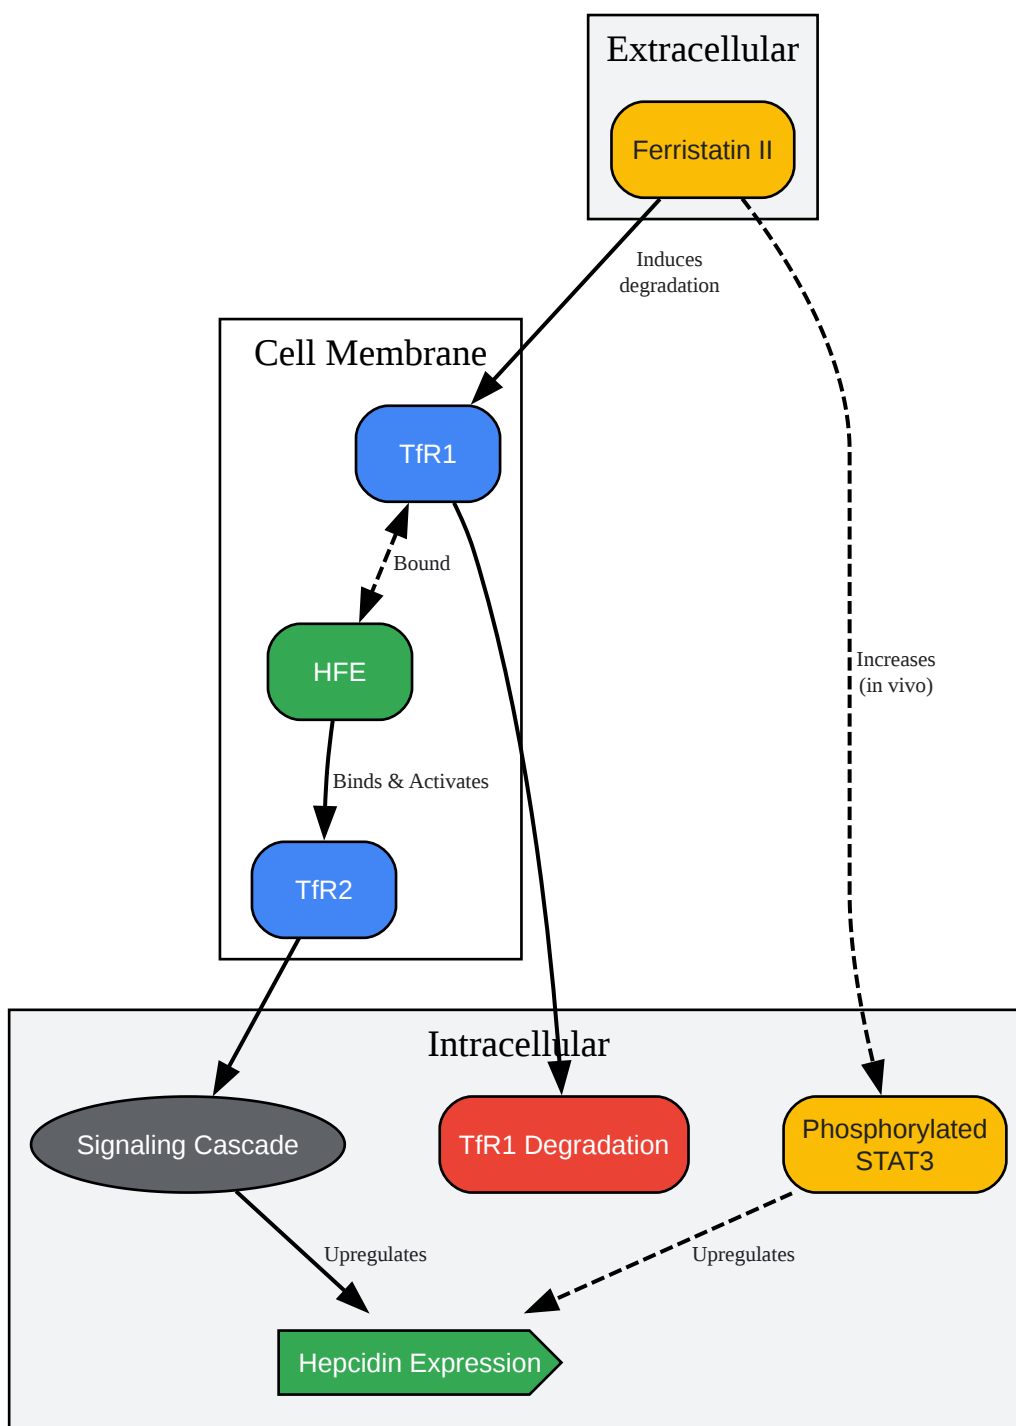 Extracellular
Ferristatin II
Induces
degradation
Cell Membrane
TfR1
Bound
HFE
Increases
(in vivo)
Binds & Activates
TfR2
Intracellular
Signaling Cascade
TfR1 Degradation
Phosphorylated
STAT3
Upregulates
Upregulates
Hepcidin Expression